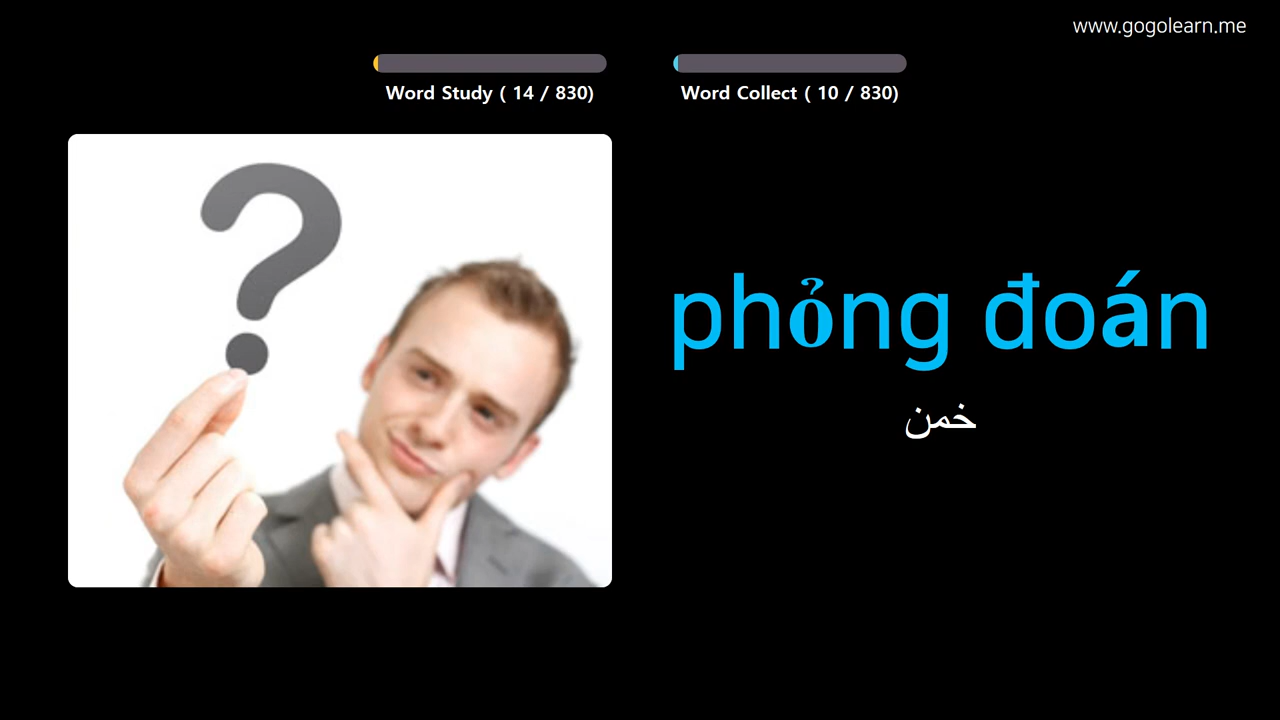 www.gogolearn.me
Word Study ( 14 / 830)
Word Collect ( 10 / 830)
phỏng đoán
خمن